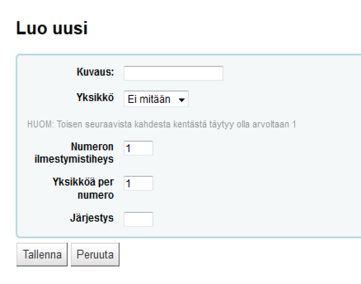 Luo uusi
Kuvaus:
Yksikkö Ei mitään
HUOM: Toisen seuraavista kahdesta kentästä täytyy olla arvoltaan 1
Numeron
ilmestymistiheys 1
Yksikköä per
numero 1
Järjestys
Tallenna Peruuta